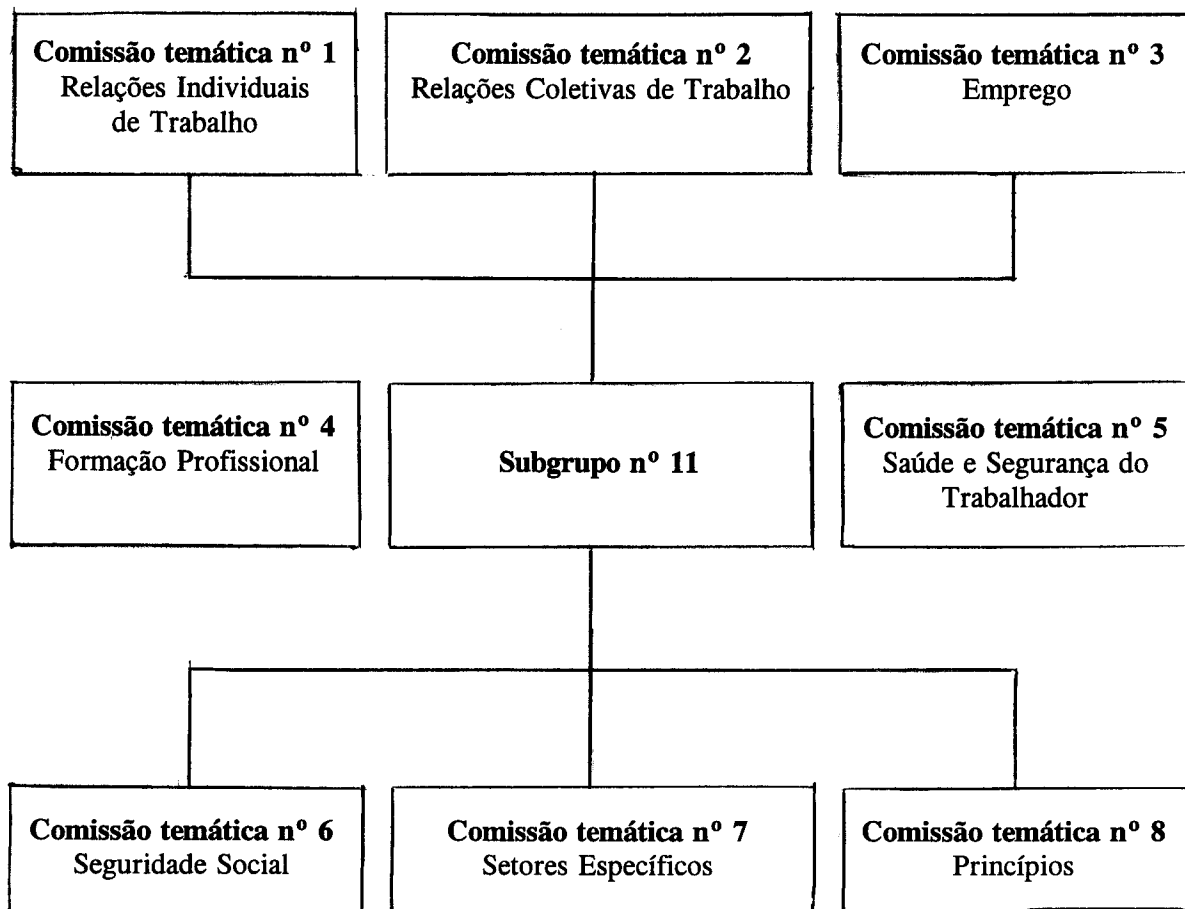 Comissão temática nº 1
Relações Individuais
de Trabalho
Comissão temática nº 2
Relações Coletivas de Trabalho
Comissão temática nº 3
Emprego
Comissão temática nº 4
Formação Profissional
Subgrupo nº 11
Comissão temática nº 5
Saúde e Segurança do
Trabalhador
Comissão temática nº 6
Seguridade Social
Comissão temática nº 7
Setores Específicos
Comissão temática nº 8
Princípios